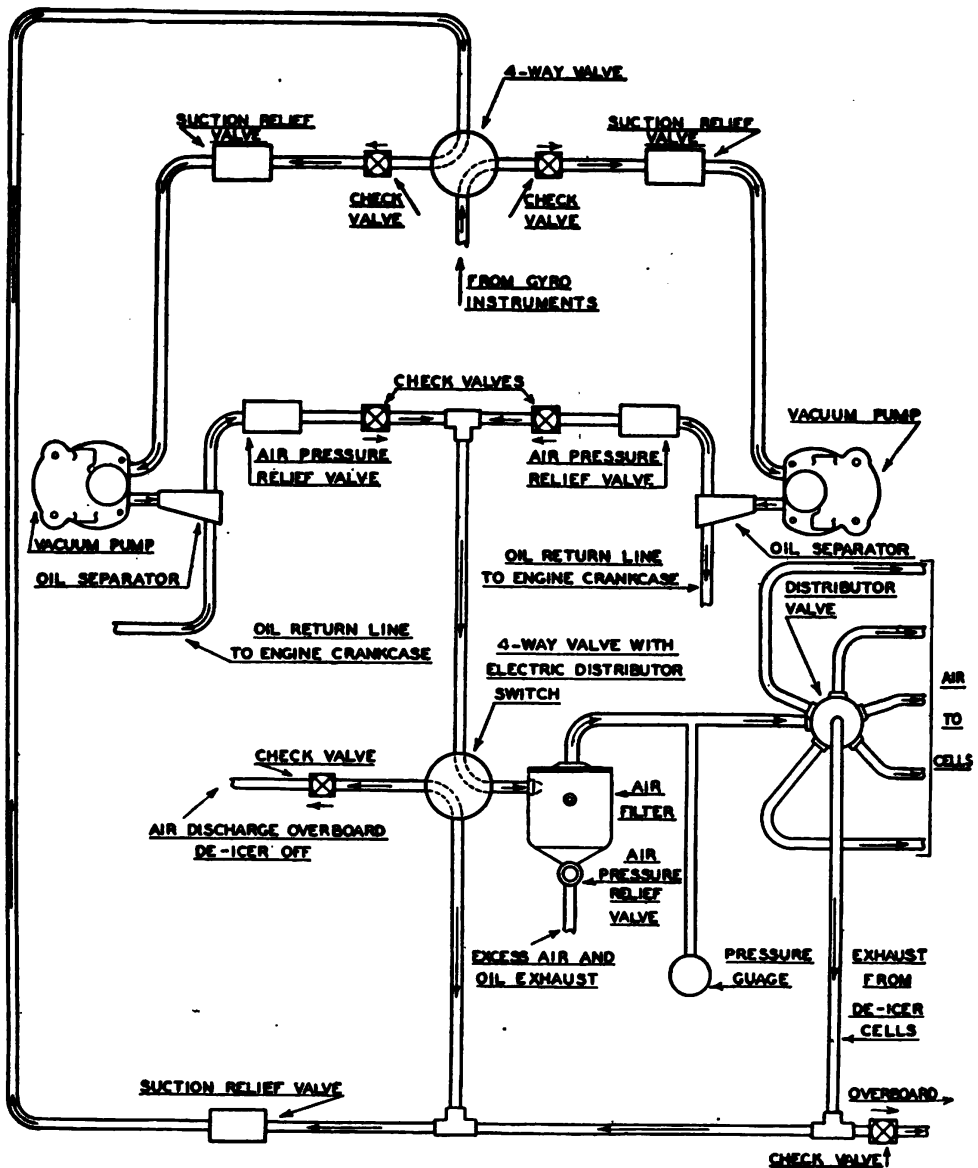 4-WAY VALVE
SUCTION RELIEF
VALVE
SUCTION RELIEF
VALVE
CHECK
VALVE
CHECK
VALVE
FROM GYRO
INSTRUMENTS
CHECK VALVES
VACUUM PUMP
AIR PRESSURE
RELIEF VALVE
AIR PRESSURE
RELIEF VALVE
VACUUM PUMP
OIL SEPARATOR
OIL SEPARATOR
OIL RETURN LINE
TO ENGINE CRANKCASE
OIL RETURN LINE
TO ENGINE CRANKCASE
DISTRIBUTOR
VALVE
4-WAY VALVE WITH
ELECTRIC DISTRIBUTOR
SWITCH
AIR
TO
CELLS
CHECK VALVE
AIR DISCHARGE OVERBOARD
DE-ICER OFF
AIR
FILTER
AIR
PRESSURE
RELIEF
VALVE
EXCESS AIR AND
OIL EXHAUST
PRESSURE
GUAGE
EXHAUST
FROM
DE-ICER
CELLS
SUCTION RELIEF VALVE
OVERBOARD
CHECK VALVE